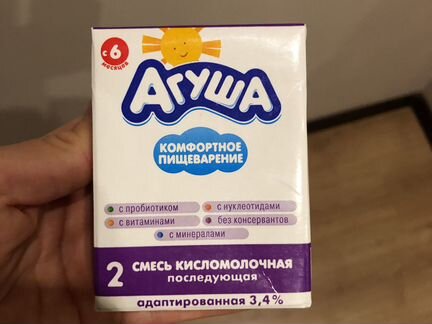 с 6
месяцев
АГУША
КОМФОРТНОЕ
ПИЩЕВАРЕНИЕ
с пробиотиком
с нуклеотидами
с витаминами
без консервантов
с минералами
2 СМЕСЬ КИСЛОМОЛОЧНАЯ
последующая
адаптированная 3,4%